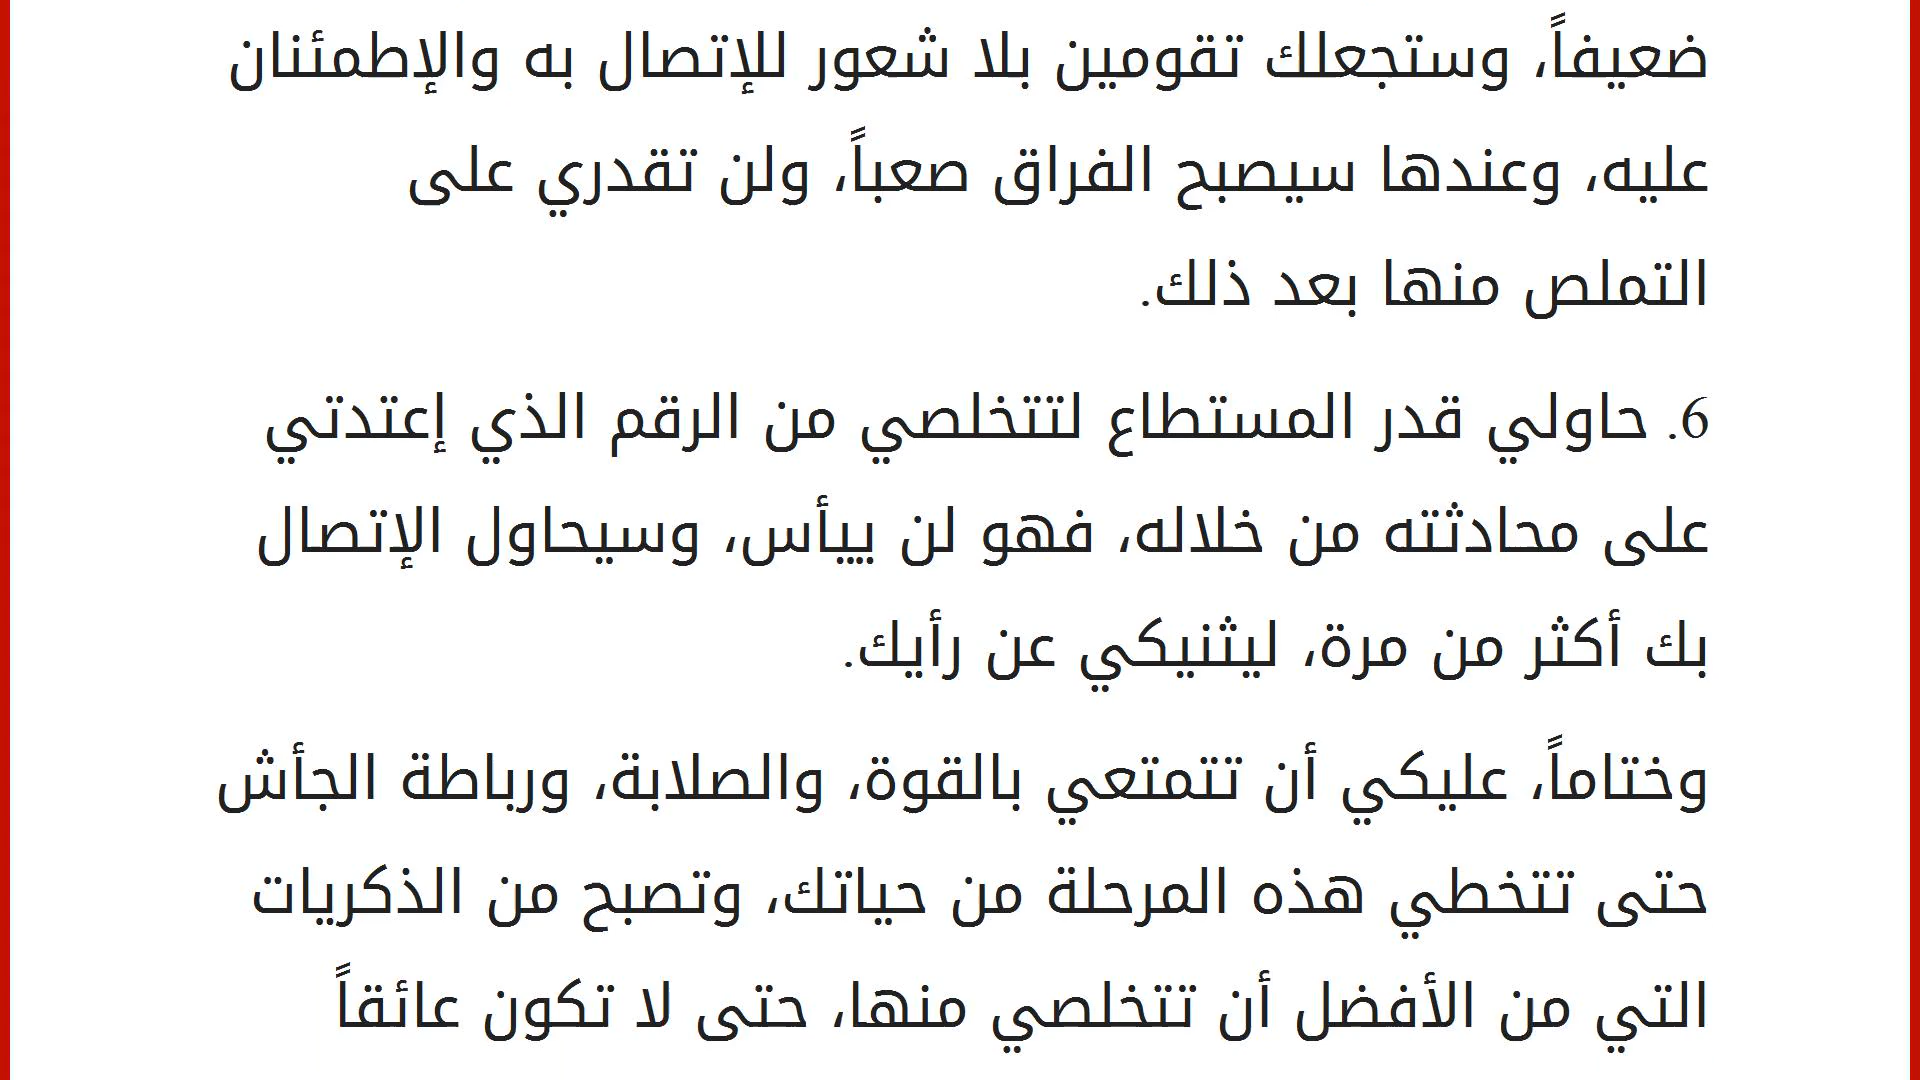 ضعيفاً، وستجعلك تقومين بلا شعور للإتصال به والإطمئنان
عليه، وعندها سيصبح الفراق صعباً، ولن تقدري على
التملص منها بعد ذلك.
6. حاولي قدر المستطاع لتتخلصي من الرقم الذي إعتدتي
على محادثته من خلاله، فهو لن ييأس، وسيحاول الإتصال
بك أكثر من مرة، ليثنيكي عن رأيك.
وختاماً، عليكي أن تتمتعي بالقوة، والصلابة، ورباطة الجأش
حتى تتخطي هذه المرحلة من حياتك، وتصبح من الذكريات
التي من الأفضل أن تتخلصي منها، حتى لا تكون عائقاً